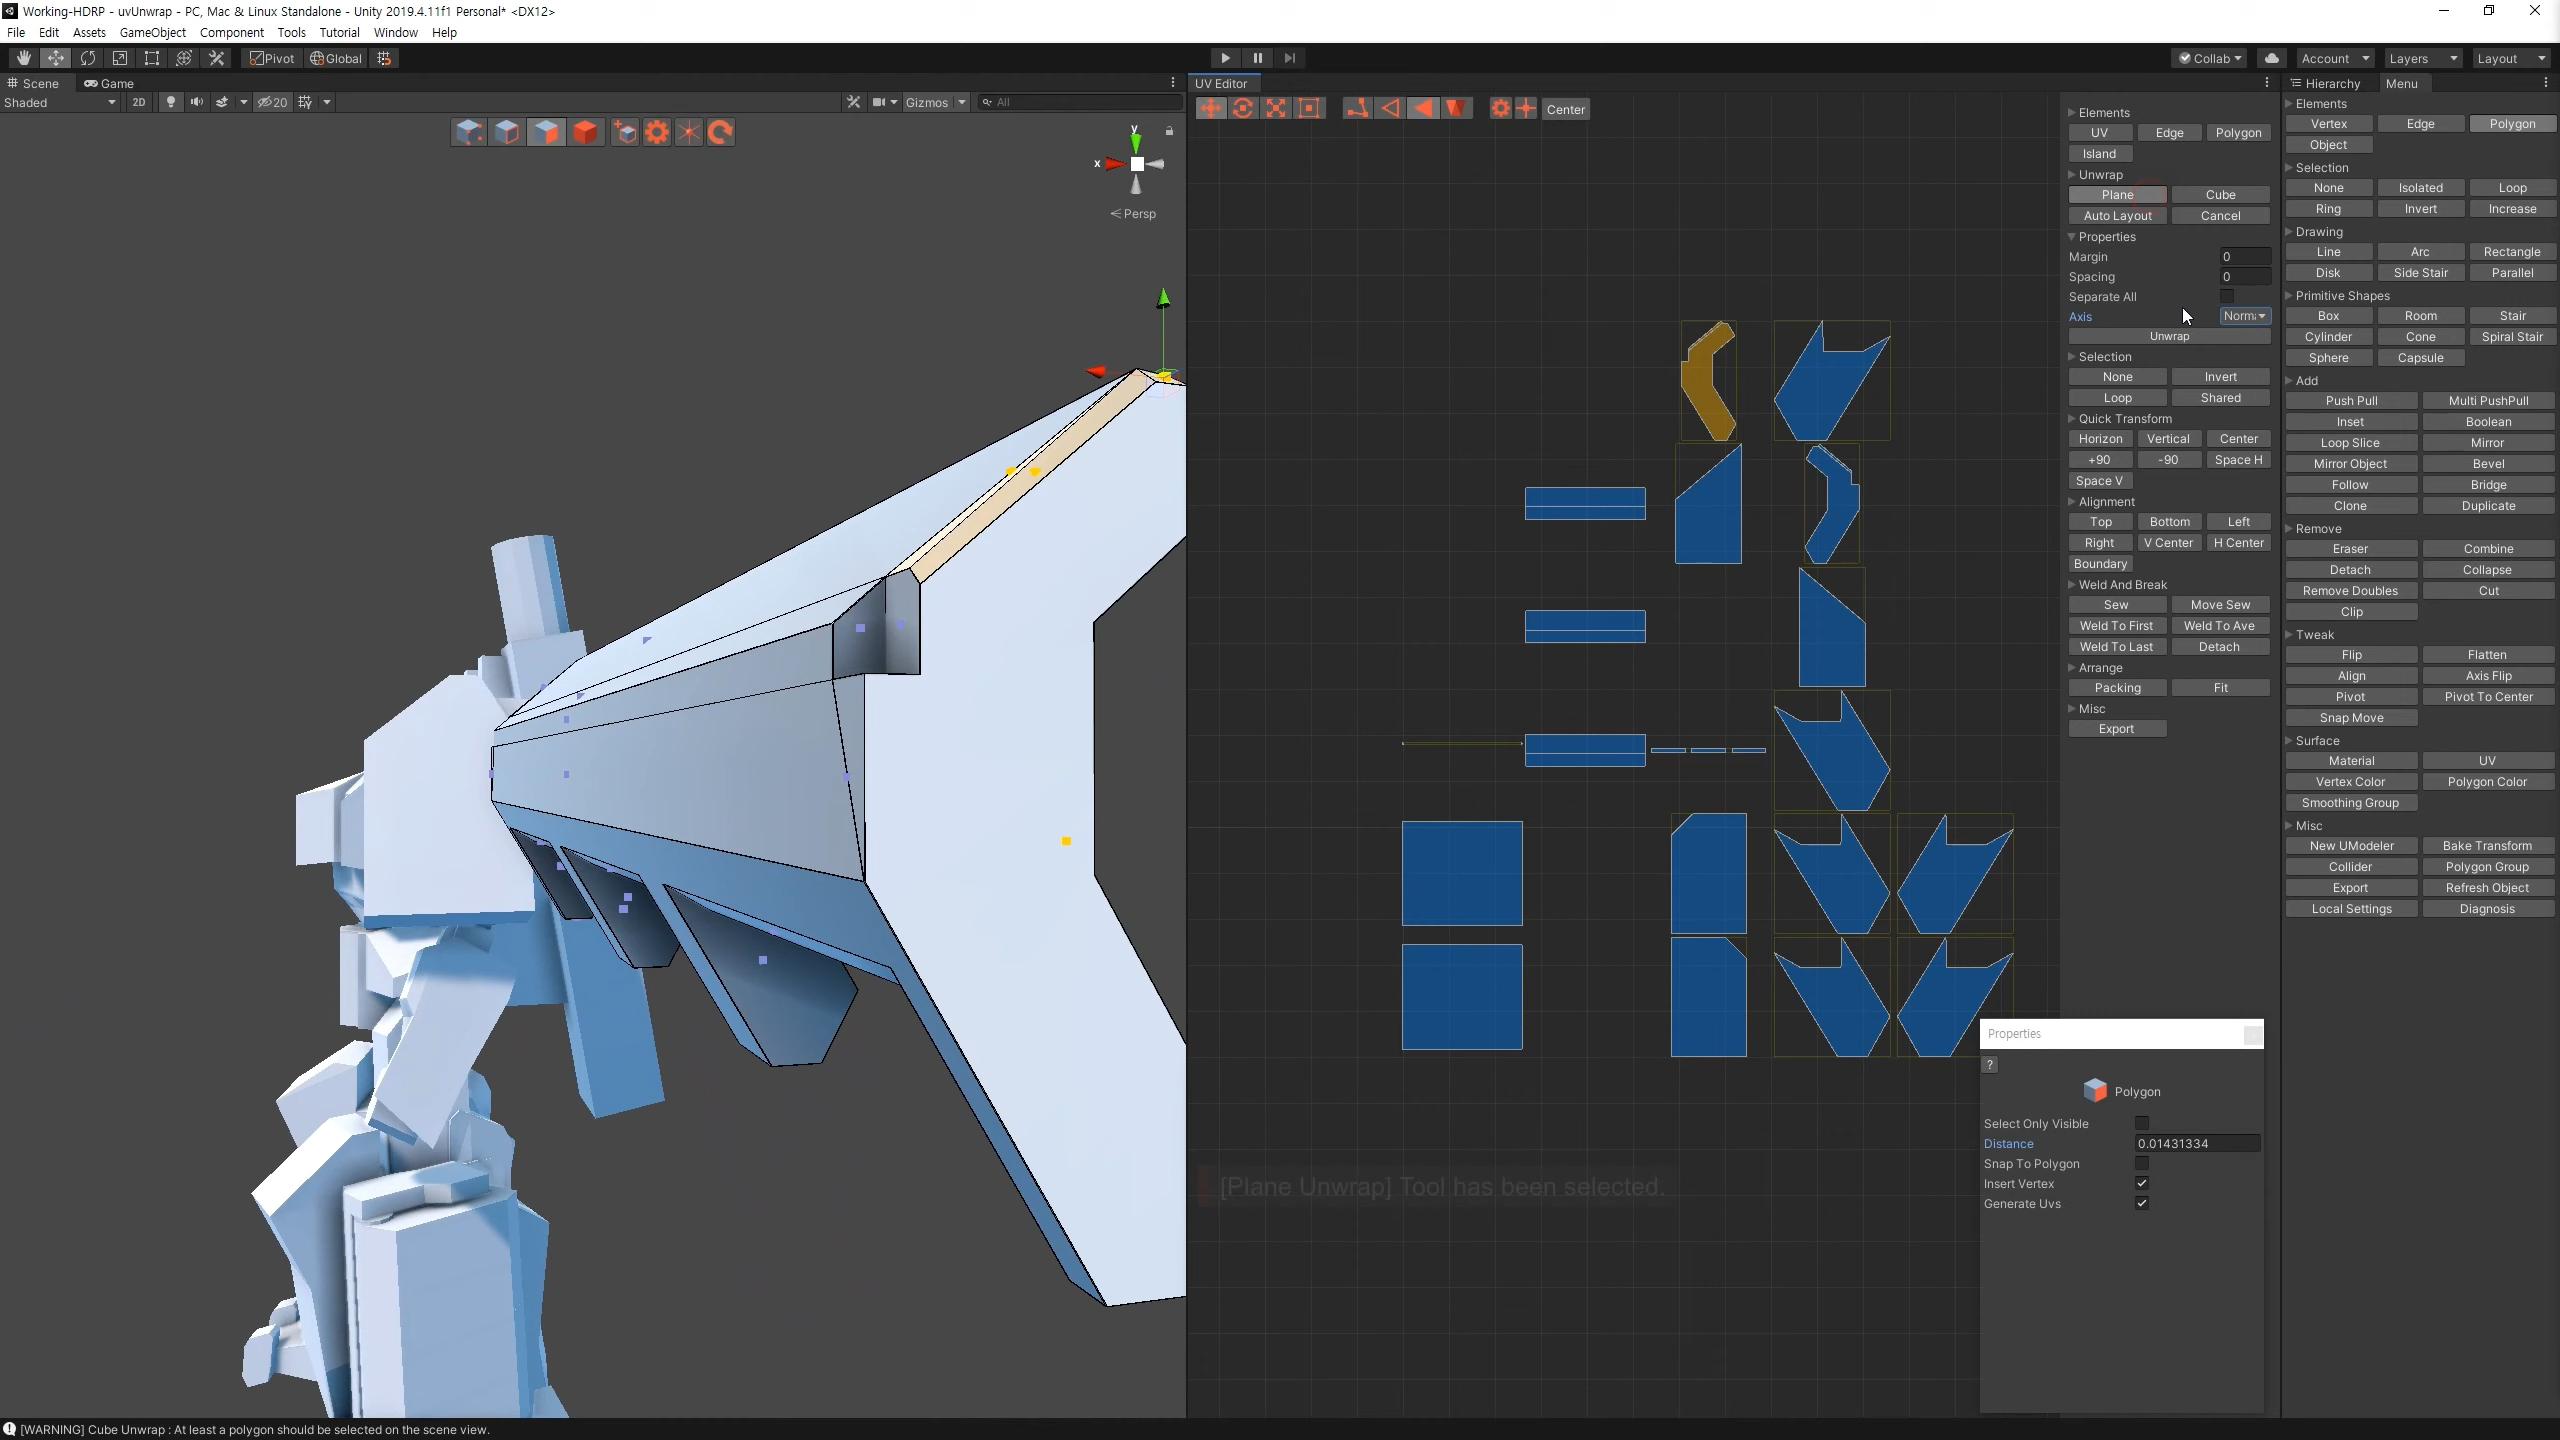 Working-HDRP - uvUnwrap - PC, Mac & Linux Standalone - Unity 2019.4.11f1 Personal* <DX12>
File Edit Assets GameObject Component Tools Tutorial Window Help
Pivot Global Collab Account Layers Layout
Scene Game
Shaded 2D 20 Gizmos All
y
x
Persp
UV Editor
Center
Elements
UV Edge Polygon
Island
Unwrap
Plane Cube
Auto Layout Cancel
Properties
Margin 0
Spacing 0
Separate All
Axis Norma
Unwrap
Selection
None Invert
Loop Shared
Quick Transform
Horizon Vertical Center
+90 -90 Space H
Space V
Alignment
Top Bottom Left
Right V Center H Center
Boundary
Weld And Break
Sew Move Sew
Weld To First Weld To Ave
Weld To Last Detach
Arrange
Packing Fit
Misc
Export
[Plane Unwrap] Tool has been selected.
Properties
?
Polygon
Select Only Visible
Distance 0.01431334
Snap To Polygon
Insert Vertex
Generate Uvs
Hierarchy Menu
Elements
Vertex Edge Polygon
Object
Selection
None Isolated Loop
Ring Invert Increase
Drawing
Line Arc Rectangle
Disk Side Stair Parallel
Primitive Shapes
Box Room Stair
Cylinder Cone Spiral Stair
Sphere Capsule
Add
Push Pull Multi PushPull
Inset Boolean
Loop Slice Mirror
Mirror Object Bevel
Follow Bridge
Clone Duplicate
Remove
Eraser Combine
Detach Collapse
Remove Doubles Cut
Clip
Tweak
Flip Flatten
Align Axis Flip
Pivot Pivot To Center
Snap Move
Surface
Material UV
Vertex Color Polygon Color
Smoothing Group
Misc
New UModeler Bake Transform
Collider Polygon Group
Export Refresh Object
Local Settings Diagnosis
[WARNING] Cube Unwrap : At least a polygon should be selected on the scene view.